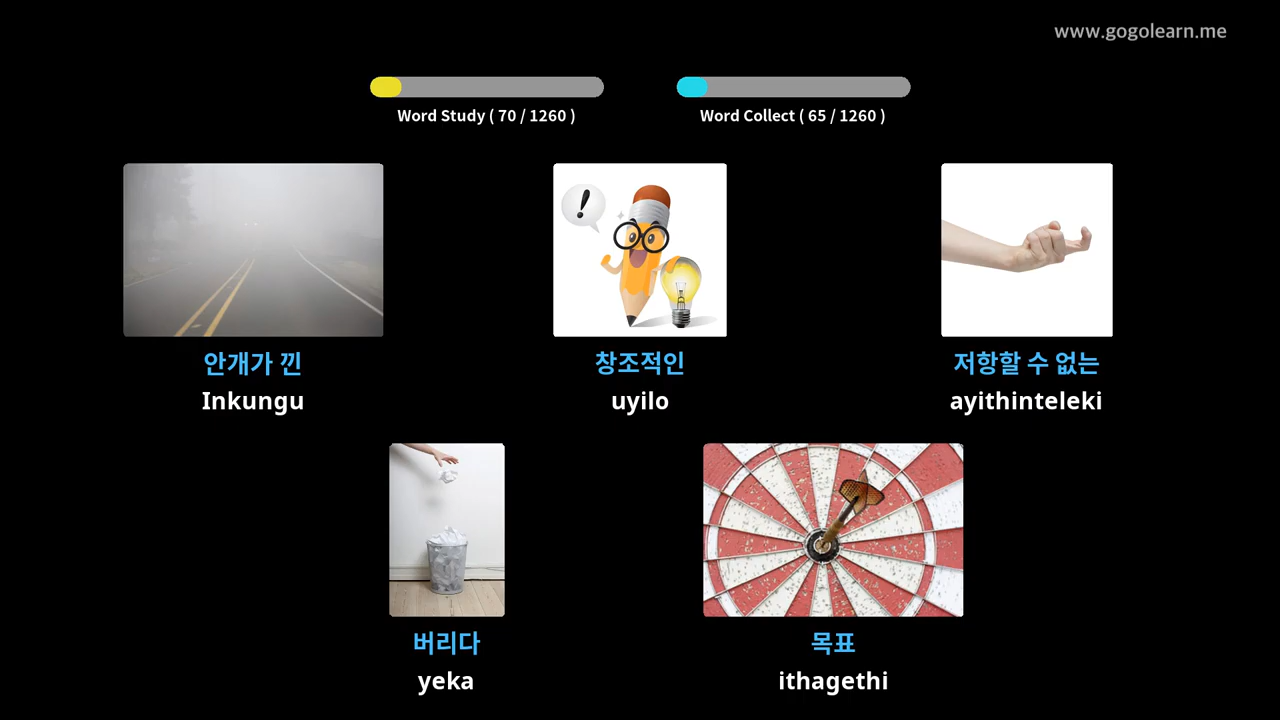 www.gogolearn.me
Word Study ( 70 / 1260 )
Word Collect ( 65 / 1260 )
!
안개가 낀
Inkungu
창조적인
uyilo
저항할 수 없는
ayithinteleki
버리다
yeka
목표
ithagethi